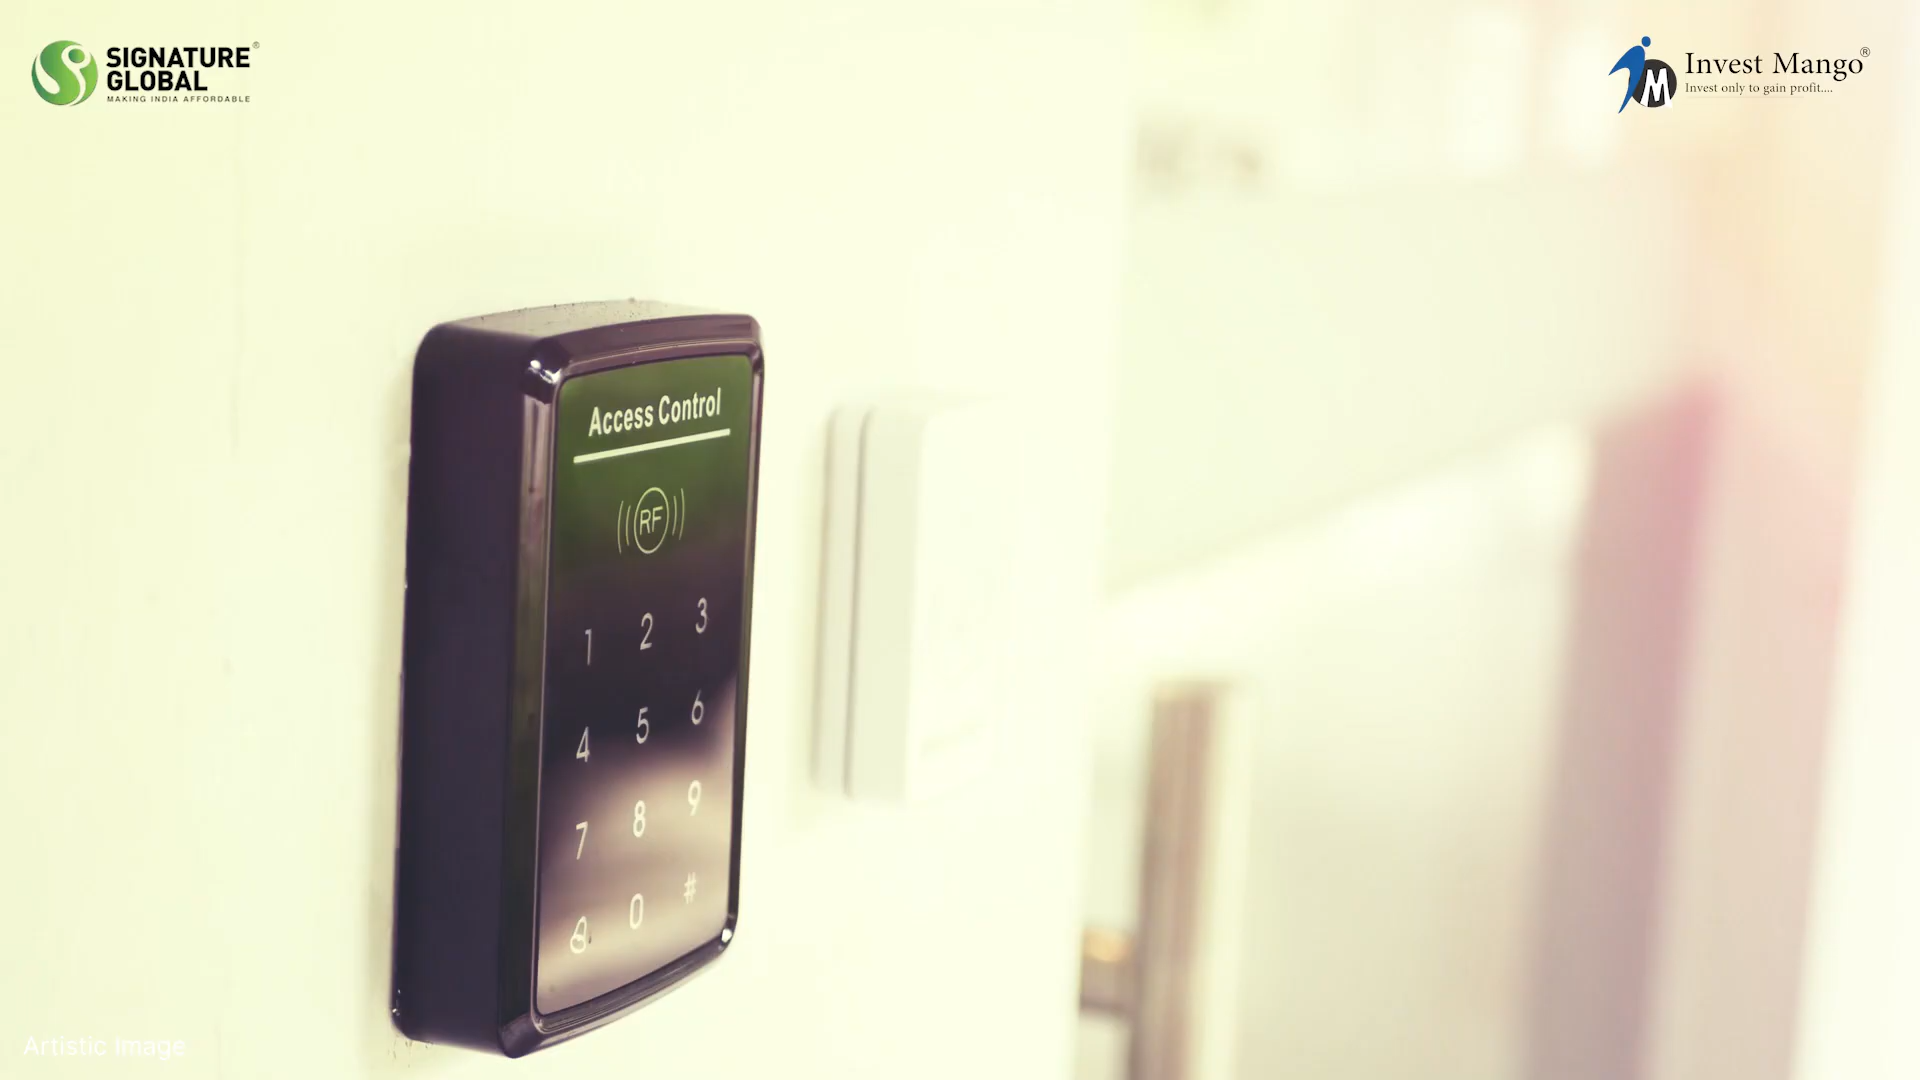 SIGNATURE®
GLOBAL
MAKING INDIA AFFORDABLE
Invest Mango®
Invest only to gain profit....
Access Control
RF
1 2 3
4 5 6
7 8 9
0 #
Artistic Image